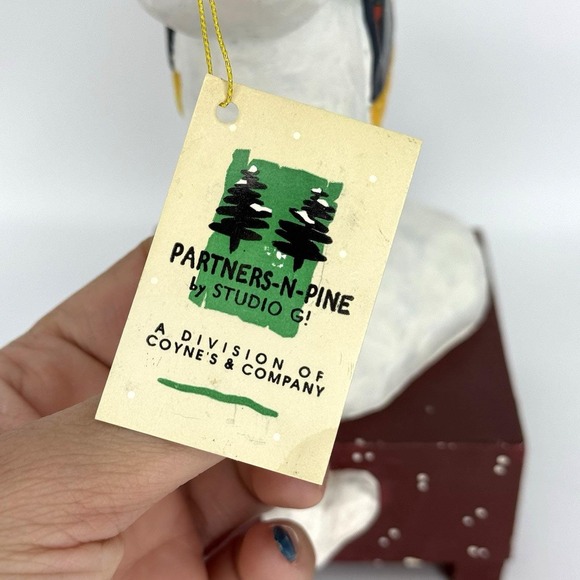 PARTNERS-N-PINE
by STUDIO G!
A DIVISION OF
COYNE'S & COMPANY